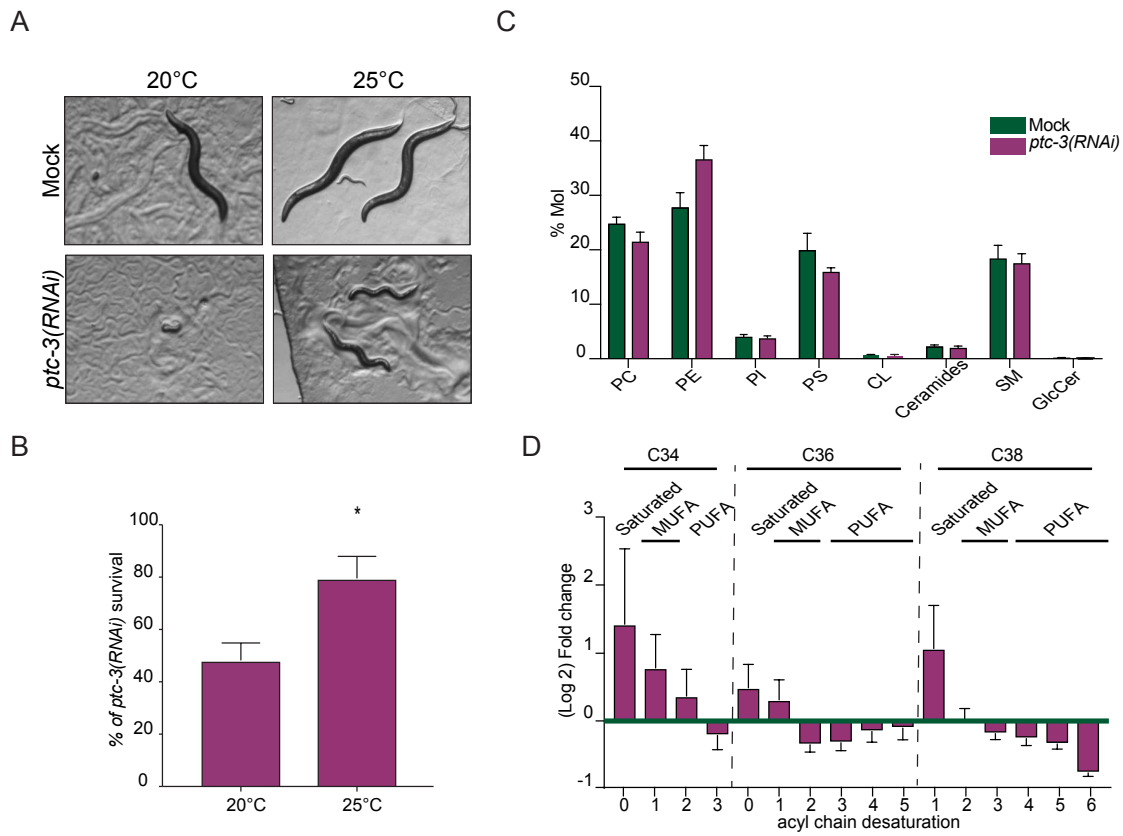 A
20°C 25°C
Mock
ptc-3(RNAi)
B
% of ptc-3(RNAi) survival
100
80
60
40
20
0
*
20°C 25°C
C
% Mol
50
40
30
20
10
0
Mock
ptc-3(RNAi)
PC PE PI PS CL Ceramides SM GlcCer
D
C34 C36 C38
Saturated MUFA PUFA Saturated MUFA PUFA Saturated MUFA PUFA
(Log 2) Fold change
3
2
1
0
-1
0 1 2 3 0 1 2 3 4 5 1 2 3 4 5 6
acyl chain desaturation